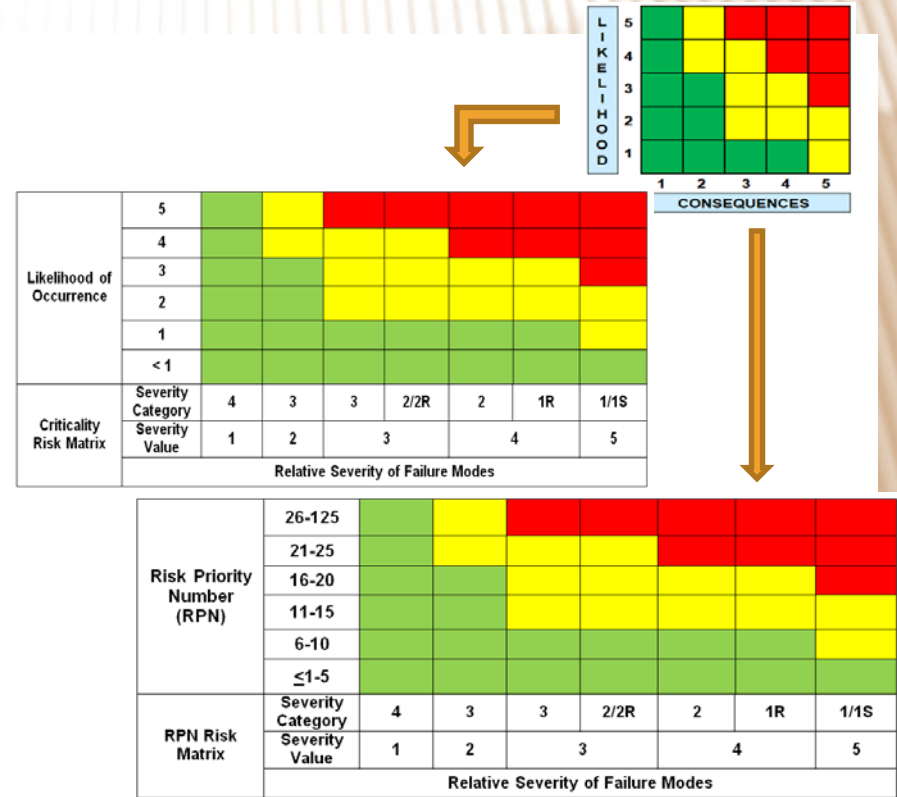 LIKELIHOOD
5
4
3
2
1
1 2 3 4 5
CONSEQUENCES
Likelihood of
Occurrence
5
4
3
2
1
< 1
Criticality
Risk Matrix
Severity
Category
4 3 3 2/2R 2 1R 1/1S
Severity
Value
1 2 3 4 5
Relative Severity of Failure Modes
Risk Priority
Number
(RPN)
26-125
21-25
16-20
11-15
6-10
≤1-5
RPN Risk
Matrix
Severity
Category
4 3 3 2/2R 2 1R 1/1S
Severity
Value
1 2 3 4 5
Relative Severity of Failure Modes